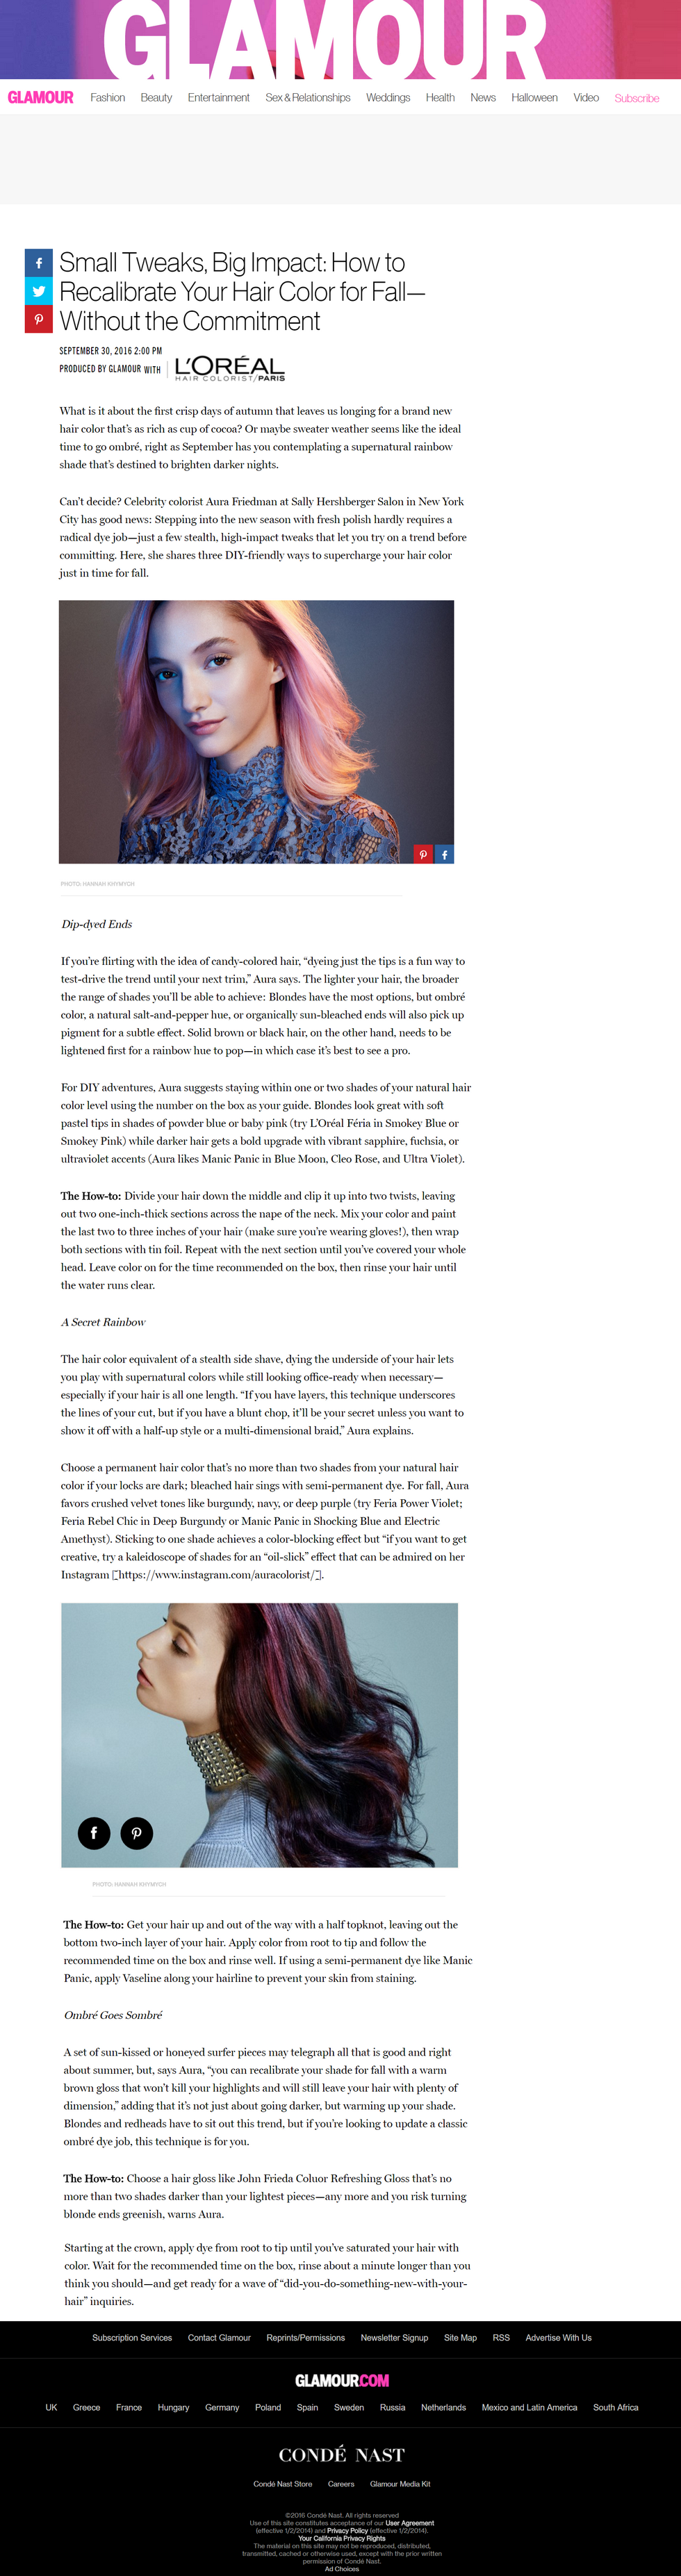 GLAMOUR
GLAMOUR Fashion Beauty Entertainment Sex & Relationships Weddings Health News Halloween Video Subscribe
Small Tweaks, Big Impact: How to
Recalibrate Your Hair Color for Fall—
Without the Commitment
SEPTEMBER 30, 2016 2:00 PM
PRODUCED BY GLAMOUR WITH L'ORÉAL
HAIR COLORIST/PARIS
What is it about the first crisp days of autumn that leaves us longing for a brand new
hair color that's as rich as cup of cocoa? Or maybe sweater weather seems like the ideal
time to go ombré, right as September has you contemplating a supernatural rainbow
shade that's destined to brighten darker nights.
Can't decide? Celebrity colorist Aura Friedman at Sally Hershberger Salon in New York
City has good news: Stepping into the new season with fresh polish hardly requires a
radical dye job—just a few stealth, high-impact tweaks that let you try on a trend before
committing. Here, she shares three DIY-friendly ways to supercharge your hair color
just in time for fall.
PHOTO: HANNAH KHYMYCH
Dip-dyed Ends
If you're flirting with the idea of candy-colored hair, “dyeing just the tips is a fun way to
test-drive the trend until your next trim,” Aura says. The lighter your hair, the broader
the range of shades you'll be able to achieve: Blondes have the most options, but ombré
color, a natural salt-and-pepper hue, or organically sun-bleached ends will also pick up
pigment for a subtle effect. Solid brown or black hair, on the other hand, needs to be
lightened first for a rainbow hue to pop—in which case it's best to see a pro.
For DIY adventures, Aura suggests staying within one or two shades of your natural hair
color level using the number on the box as your guide. Blondes look great with soft
pastel tips in shades of powder blue or baby pink (try L'Oréal Féria in Smokey Blue or
Smokey Pink) while darker hair gets a bold upgrade with vibrant sapphire, fuchsia, or
ultraviolet accents (Aura likes Manic Panic in Blue Moon, Cleo Rose, and Ultra Violet).
The How-to: Divide your hair down the middle and clip it up into two twists, leaving
out two one-inch-thick sections across the nape of the neck. Mix your color and paint
the last two to three inches of your hair (make sure you're wearing gloves!), then wrap
both sections with tin foil. Repeat with the next section until you've covered your whole
head. Leave color on for the time recommended on the box, then rinse your hair until
the water runs clear.
A Secret Rainbow
The hair color equivalent of a stealth side shave, dying the underside of your hair lets
you play with supernatural colors while still looking office-ready when necessary—
especially if your hair is all one length. “If you have layers, this technique underscores
the lines of your cut, but if you have a blunt chop, it'll be your secret unless you want to
show it off with a half-up style or a multi-dimensional braid,” Aura explains.
Choose a permanent hair color that's no more than two shades from your natural hair
color if your locks are dark; bleached hair sings with semi-permanent dye. For fall, Aura
favors crushed velvet tones like burgundy, navy, or deep purple (try Feria Power Violet;
Feria Rebel Chic in Deep Burgundy or Manic Panic in Shocking Blue and Electric
Amethyst). Sticking to one shade achieves a color-blocking effect but “if you want to get
creative, try a kaleidoscope of shades for an “oil-slick” effect that can be admired on her
Instagram [“https://www.instagram.com/auracolorist/”].
PHOTO: HANNAH KHYMYCH
The How-to: Get your hair up and out of the way with a half topknot, leaving out the
bottom two-inch layer of your hair. Apply color from root to tip and follow the
recommended time on the box and rinse well. If using a semi-permanent dye like Manic
Panic, apply Vaseline along your hairline to prevent your skin from staining.
Ombré Goes Sombré
A set of sun-kissed or honeyed surfer pieces may telegraph all that is good and right
about summer, but, says Aura, “you can recalibrate your shade for fall with a warm
brown gloss that won't kill your highlights and will still leave your hair with plenty of
dimension,” adding that it's not just about going darker, but warming up your shade.
Blondes and redheads have to sit out this trend, but if you're looking to update a classic
ombré dye job, this technique is for you.
The How-to: Choose a hair gloss like John Frieda Coluor Refreshing Gloss that's no
more than two shades darker than your lightest pieces—any more and you risk turning
blonde ends greenish, warns Aura.
Starting at the crown, apply dye from root to tip until you've saturated your hair with
color. Wait for the recommended time on the box, rinse about a minute longer than you
think you should—and get ready for a wave of “did-you-do-something-new-with-your-
hair” inquiries.
Subscription Services Contact Glamour Reprints/Permissions Newsletter Signup Site Map RSS Advertise With Us
GLAMOUR.COM
UK Greece France Hungary Germany Poland Spain Sweden Russia Netherlands Mexico and Latin America South Africa
CONDÉ NAST
Condé Nast Store Careers Glamour Media Kit
©2016 Condé Nast. All rights reserved
Use of this site constitutes acceptance of our User Agreement
(effective 1/2/2014) and Privacy Policy (effective 1/2/2014).
Your California Privacy Rights
The material on this site may not be reproduced, distributed,
transmitted, cached or otherwise used, except with the prior written
permission of Condé Nast.
Ad Choices